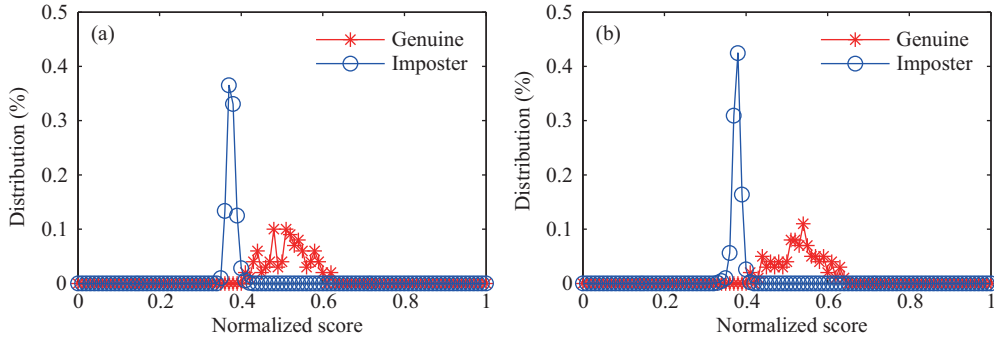 (a)
Genuine
Imposter
0.5
0.4
0.3
0.2
0.1
0
Distribution (%)
0 0.2 0.4 0.6 0.8 1
Normalized score
(b)
Genuine
Imposter
0.5
0.4
0.3
0.2
0.1
0
Distribution (%)
0 0.2 0.4 0.6 0.8 1
Normalized score